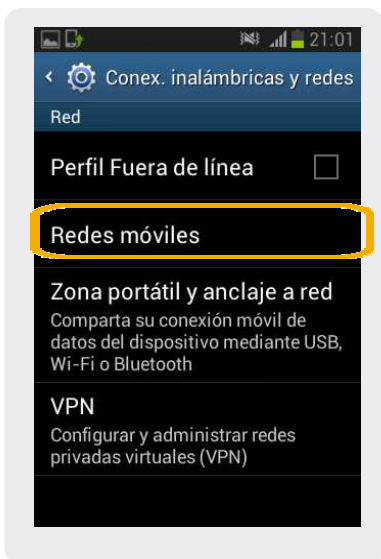 21:01
Conex. inalámbricas y redes
Red
Perfil Fuera de línea
Redes móviles
Zona portátil y anclaje a red
Comparta su conexión móvil de
datos del dispositivo mediante USB,
Wi-Fi o Bluetooth
VPN
Configurar y administrar redes
privadas virtuales (VPN)